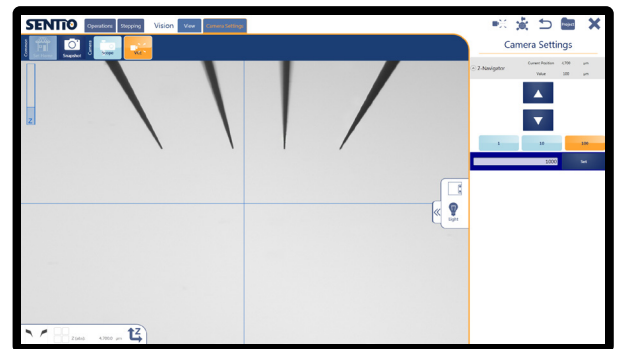 SENTIO
Operations
Stepping
Vision
View
Camera Settings
Project
Snapshot
Camera Settings
Z-Navigator
Current Position
Value
100
µm
µm
1
10
100
1000
Set
Light
Z
Z
µm